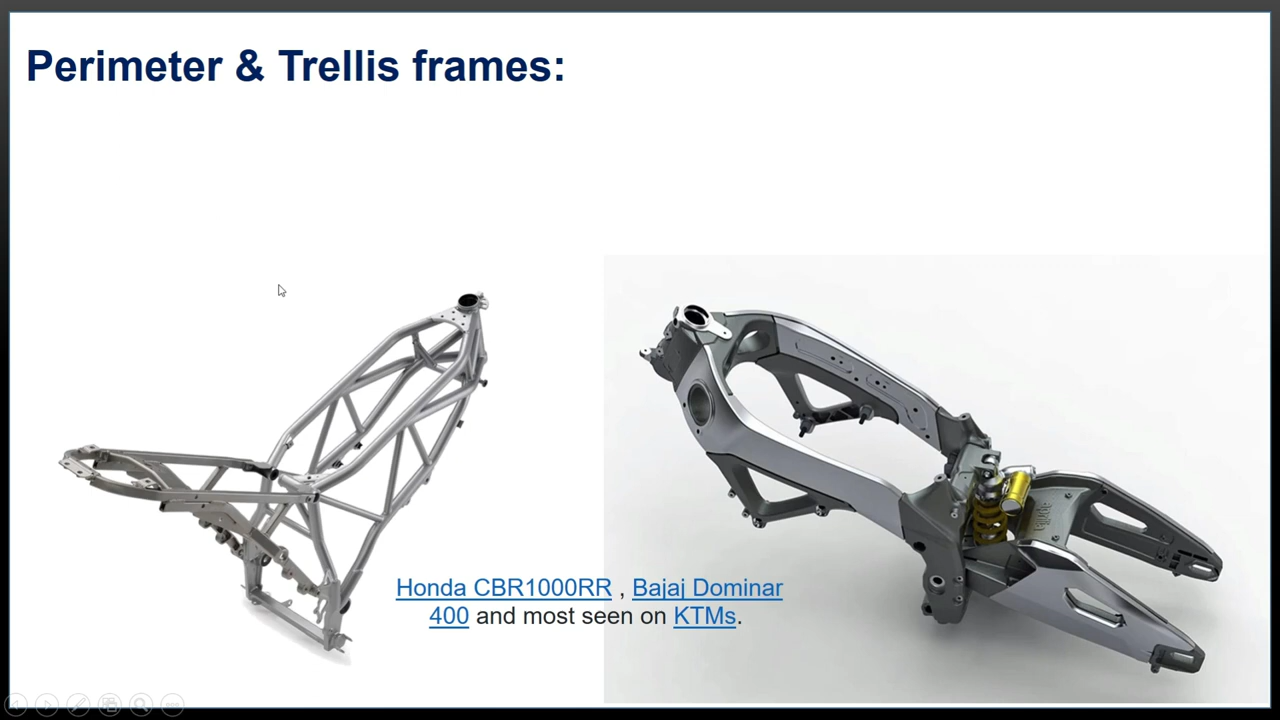 Perimeter & Trellis frames:
Honda CBR1000RR , Bajaj Dominar
400 and most seen on KTMs.